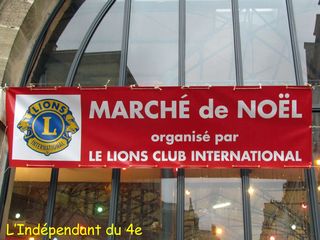 LIONS
L
INTERNATIONAL
MARCHÉ de NOËL
organisé par
LE LIONS CLUB INTERNATIONAL
L'Indépendant du 4e